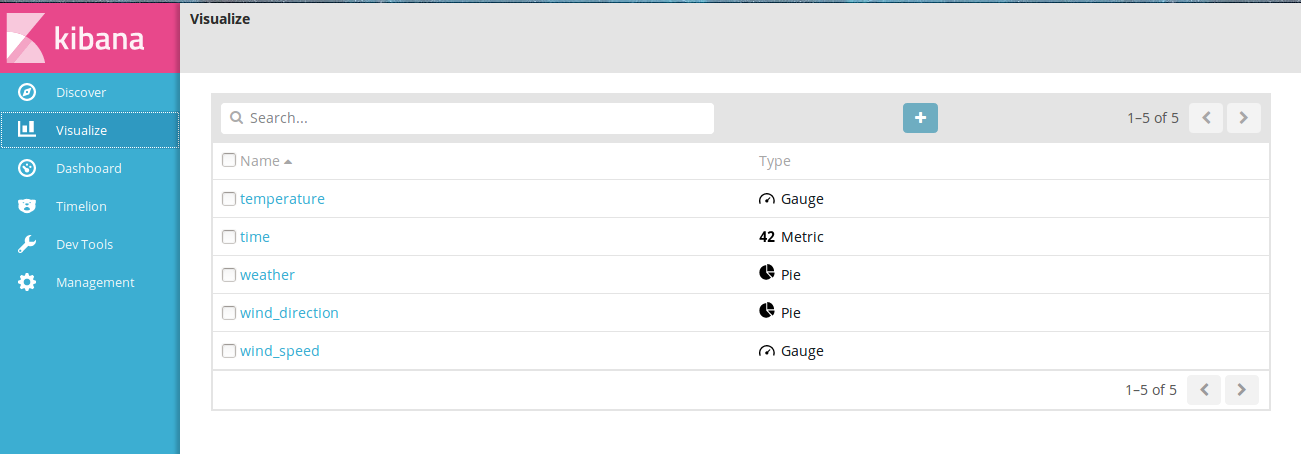 kibana
Visualize
Discover
Visualize
Dashboard
Timelion
Dev Tools
Management
Search...
1–5 of 5
Name Type
temperature Gauge
time 42 Metric
weather Pie
wind_direction Pie
wind_speed Gauge
1–5 of 5